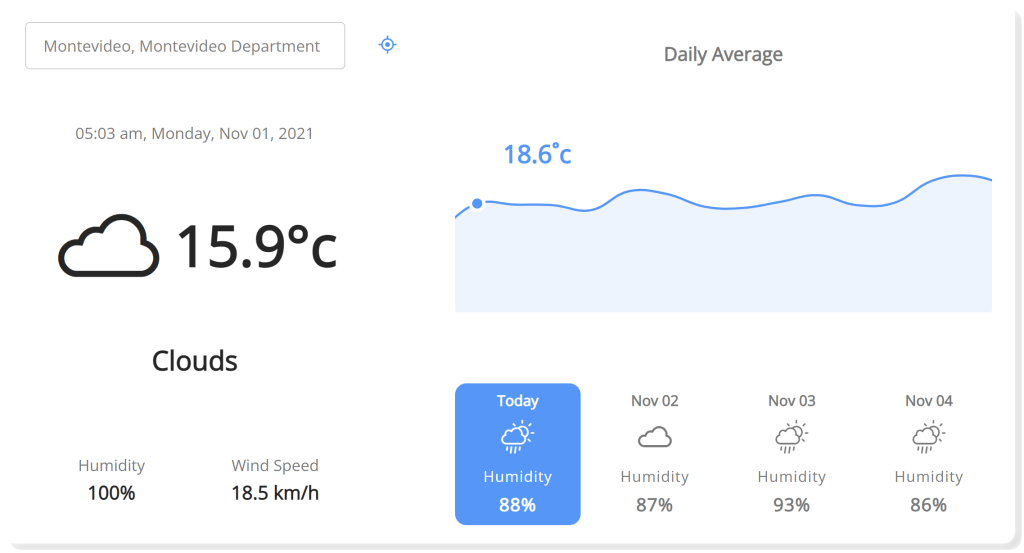 Montevideo, Montevideo Department
05:03 am, Monday, Nov 01, 2021
15.9°c
Clouds
Humidity Wind Speed
100% 18.5 km/h
Daily Average
18.6°c
Today Nov 02 Nov 03 Nov 04
Humidity Humidity Humidity Humidity
88% 87% 93% 86%